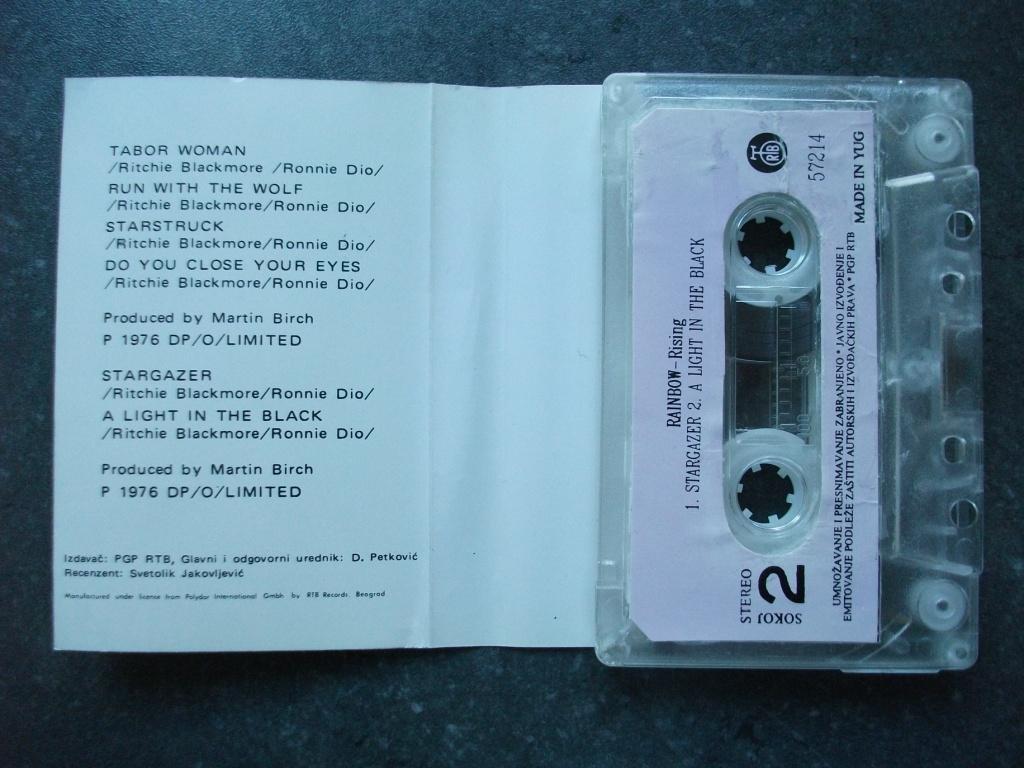 TABOR WOMAN
/Ritchie Blackmore /Ronnie Dio/
RUN WITH THE WOLF
/Ritchie Blackmore/Ronnie Dio/
STARSTRUCK
/Ritchie Blackmore/Ronnie Dio/
DO YOU CLOSE YOUR EYES
/Ritchie Blackmore/Ronnie Dio/
Produced by Martin Birch
P 1976 DP/O/LIMITED
STARGAZER
/Ritchie Blackmore/Ronnie Dio/
A LIGHT IN THE BLACK
/Ritchie Blackmore/Ronnie Dio/
Produced by Martin Birch
P 1976 DP/O/LIMITED
Izdavač: PGP RTB, Glavni i odgovorni urednik: D. Petković
Recenzent: Svetolik Jakovljević
Manufactured under license from Polydor International Gmbh by RTB Records, Beograd
RAINBOW - Rising
1. STARGAZER 2. A LIGHT IN THE BLACK
STEREO
2
SOKOJ
RTB
57214
100 50
UMNOŽAVANJE I PRESNIMAVANJE ZABRANJENO * JAVNO IZVOĐENJE I
EMITOVANJE PODLEŽE ZAŠTITI AUTORSKIH I IZVOĐAČKIH PRAVA * PGP RTB
MADE IN YUG